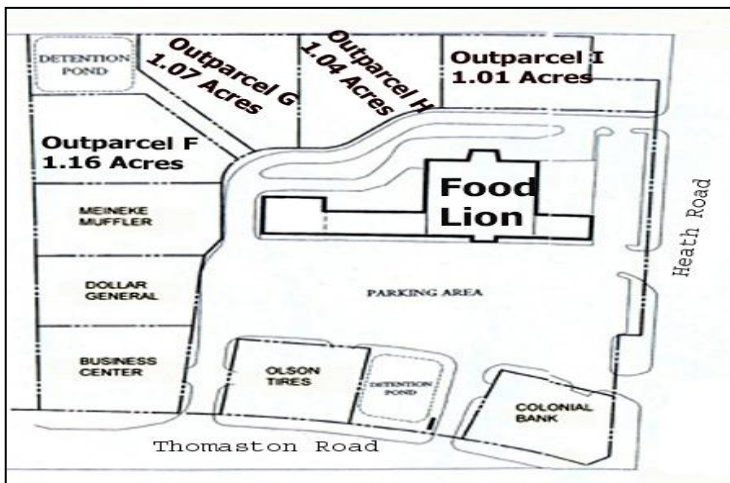 DETENTION
POND
Outparcel G
1.07 Acres
Outparcel H
1.04 Acres
Outparcel I
1.01 Acres
Outparcel F
1.16 Acres
Food
Lion
MEINEKE
MUFFLER
Heath Road
DOLLAR
GENERAL
PARKING AREA
BUSINESS
CENTER
OLSON
TIRES
DETENTION
POND
COLONIAL
BANK
Thomaston Road